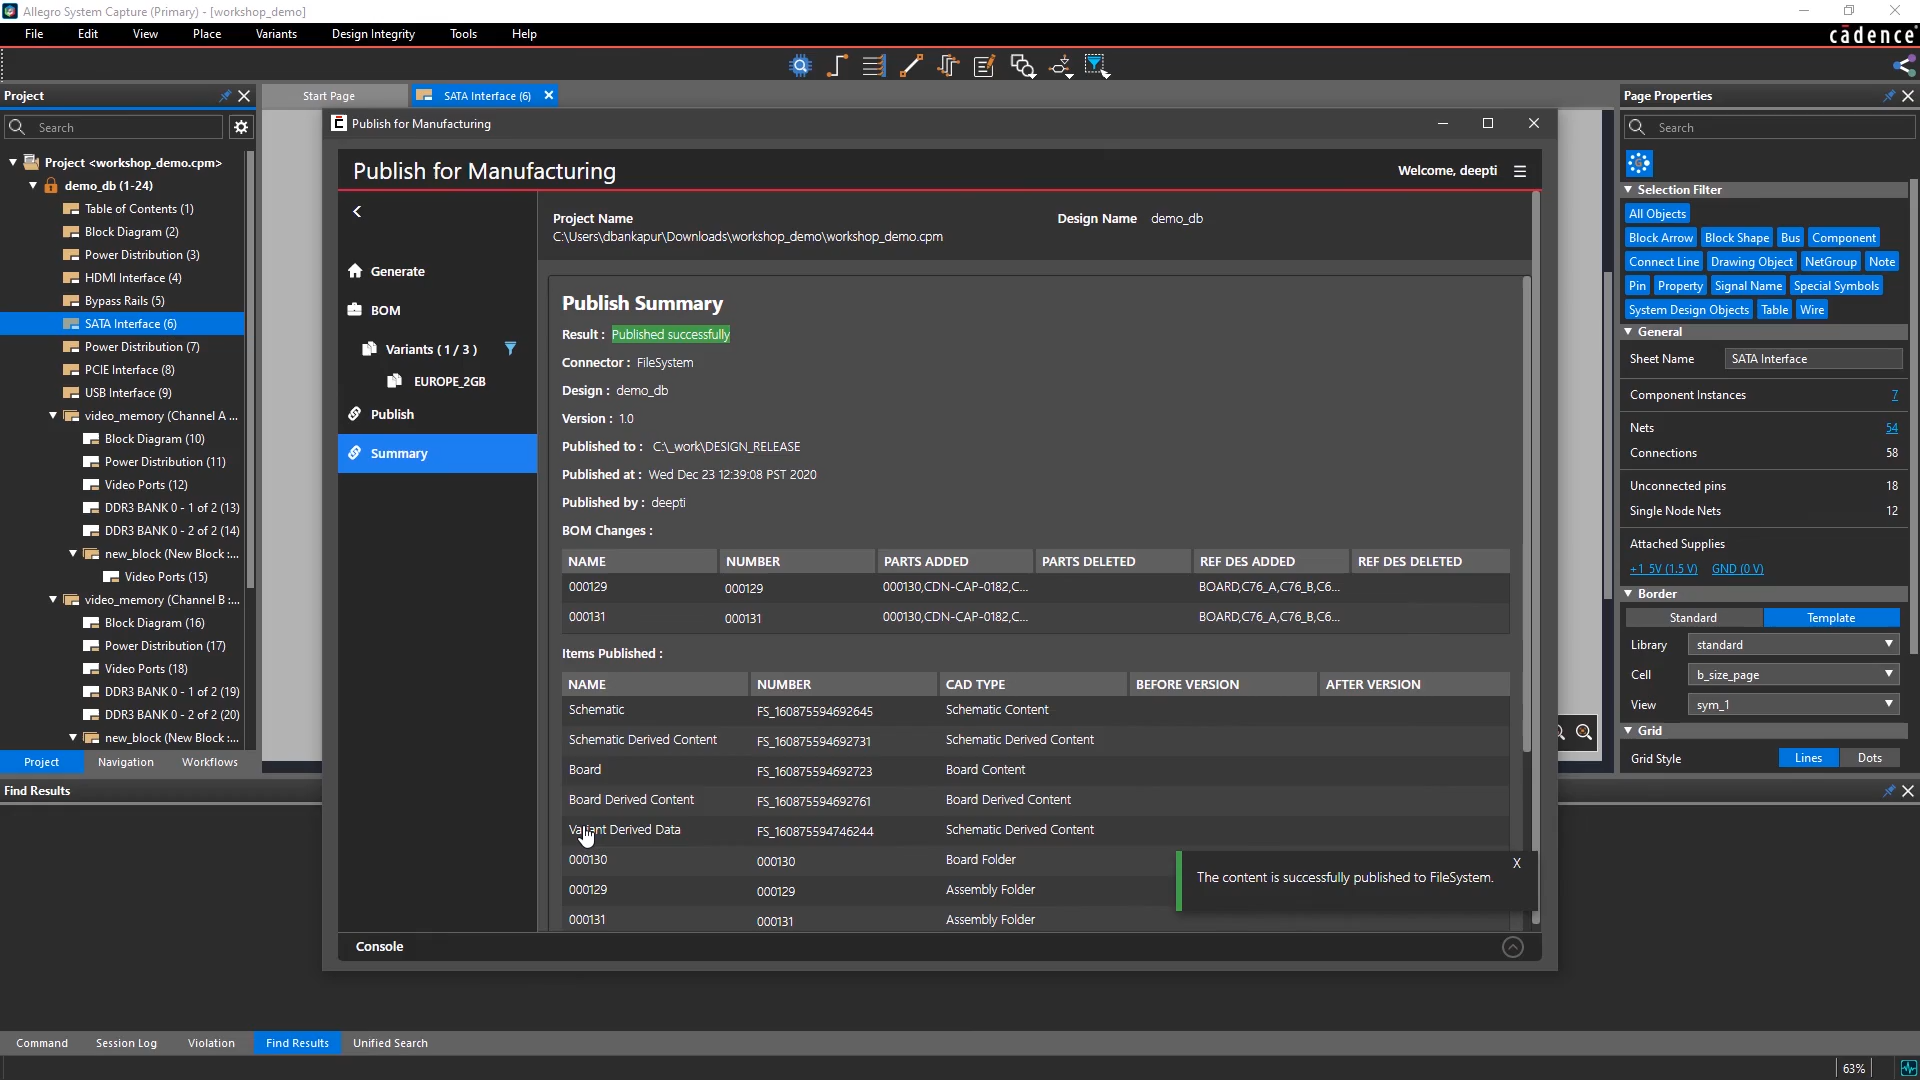 Allegro System Capture (Primary) - [workshop_demo]
File Edit View Place Variants Design Integrity Tools Help
cādence
Project
Start Page
SATA Interface (6)
Page Properties
Search
Search
Publish for Manufacturing
Publish for Manufacturing
Welcome, deepti
Project <workshop_demo.cpm>
demo_db (1-24)
Table of Contents (1)
Block Diagram (2)
Power Distribution (3)
HDMI Interface (4)
Bypass Rails (5)
SATA Interface (6)
Power Distribution (7)
PCIE Interface (8)
USB Interface (9)
video_memory (Channel A ...
Block Diagram (10)
Power Distribution (11)
Video Ports (12)
DDR3 BANK 0 - 1 of 2 (13)
DDR3 BANK 0 - 2 of 2 (14)
new_block (New Block :...
Video Ports (15)
video_memory (Channel B :...
Block Diagram (16)
Power Distribution (17)
Video Ports (18)
DDR3 BANK 0 - 1 of 2 (19)
DDR3 BANK 0 - 2 of 2 (20)
new_block (New Block :...
Project Navigation Workflows
Generate
BOM
Variants ( 1 / 3 )
EUROPE_2GB
Publish
Summary
Project Name
C:\Users\dbankapur\Downloads\workshop_demo\workshop_demo.cpm
Design Name demo_db
Publish Summary
Result : Published successfully
Connector : FileSystem
Design : demo_db
Version : 1.0
Published to : C:\_work\DESIGN_RELEASE
Published at : Wed Dec 23 12:39:08 PST 2020
Published by : deepti
BOM Changes :
NAME NUMBER PARTS ADDED PARTS DELETED REF DES ADDED REF DES DELETED
000129 000129 000130,CDN-CAP-0182,C... BOARD,C76_A,C76_B,C6...
000131 000131 000130,CDN-CAP-0182,C... BOARD,C76_A,C76_B,C6...
Items Published :
NAME NUMBER CAD TYPE BEFORE VERSION AFTER VERSION
Schematic FS_160875594692645 Schematic Content
Schematic Derived Content FS_160875594692731 Schematic Derived Content
Board FS_160875594692723 Board Content
Board Derived Content FS_160875594692761 Board Derived Content
Variant Derived Data FS_160875594746244 Schematic Derived Content
000130 000130 Board Folder
000129 000129 Assembly Folder
000131 000131 Assembly Folder
The content is successfully published to FileSystem.
X
Console
Selection Filter
All Objects
Block Arrow Block Shape Bus Component
Connect Line Drawing Object NetGroup Note
Pin Property Signal Name Special Symbols
System Design Objects Table Wire
General
Sheet Name SATA Interface
Component Instances 7
Nets 54
Connections 58
Unconnected pins 18
Single Node Nets 12
Attached Supplies
+1_5V (1.5 V) GND (0 V)
Border
Standard Template
Library standard
Cell b_size_page
View sym_1
Grid
Grid Style Lines Dots
Find Results
Command Session Log Violation Find Results Unified Search
63%